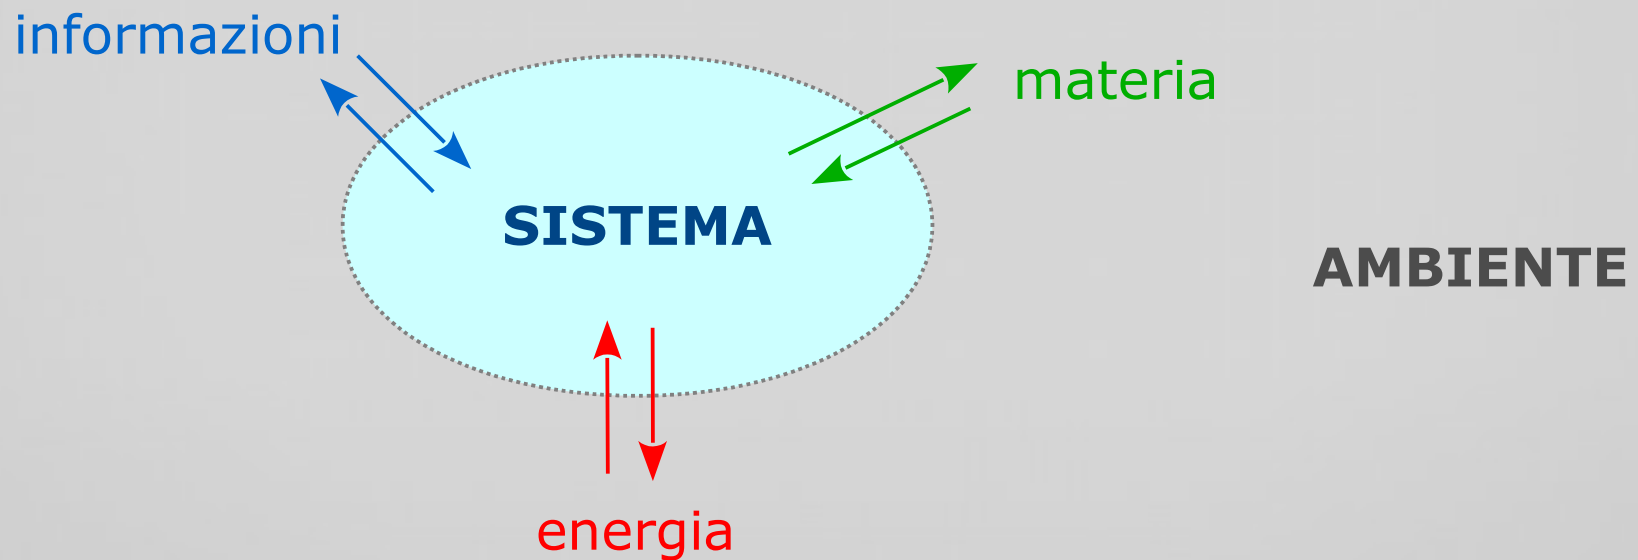 informazioni
materia
SISTEMA
AMBIENTE
energia